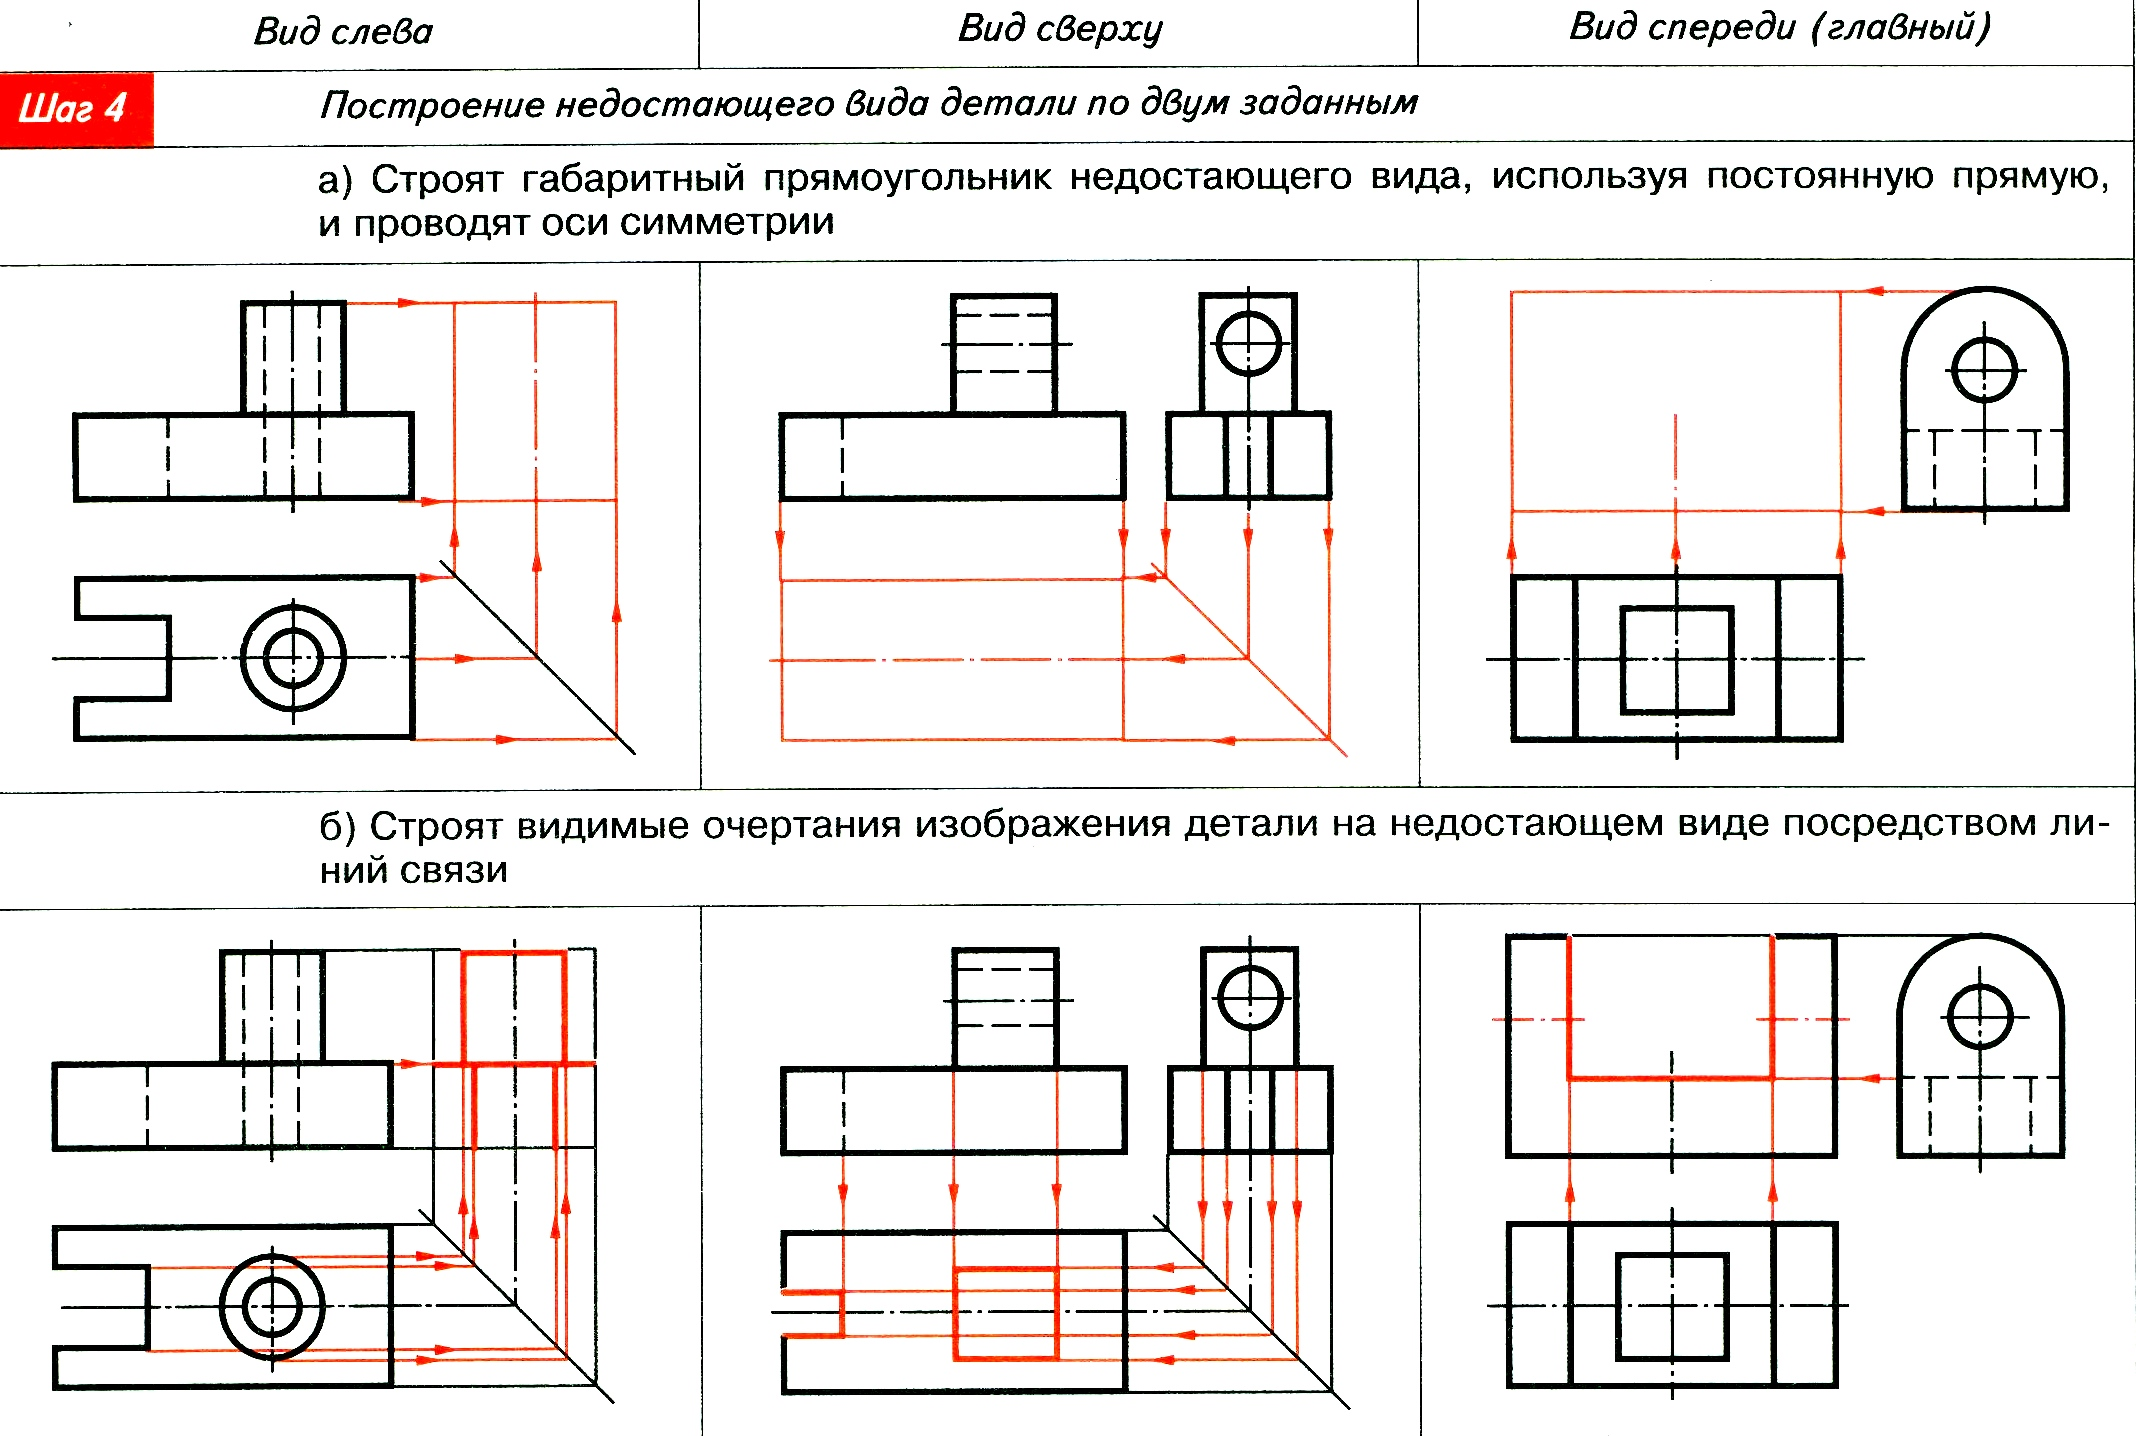 Вид слева
Вид сверху
Вид спереди (главный)
Шаг 4
Построение недостающего вида детали по двум заданным
а) Строят габаритный прямоугольник недостающего вида, используя постоянную прямую,
и проводят оси симметрии
б) Строят видимые очертания изображения детали на недостающем виде посредством ли-
ний связи